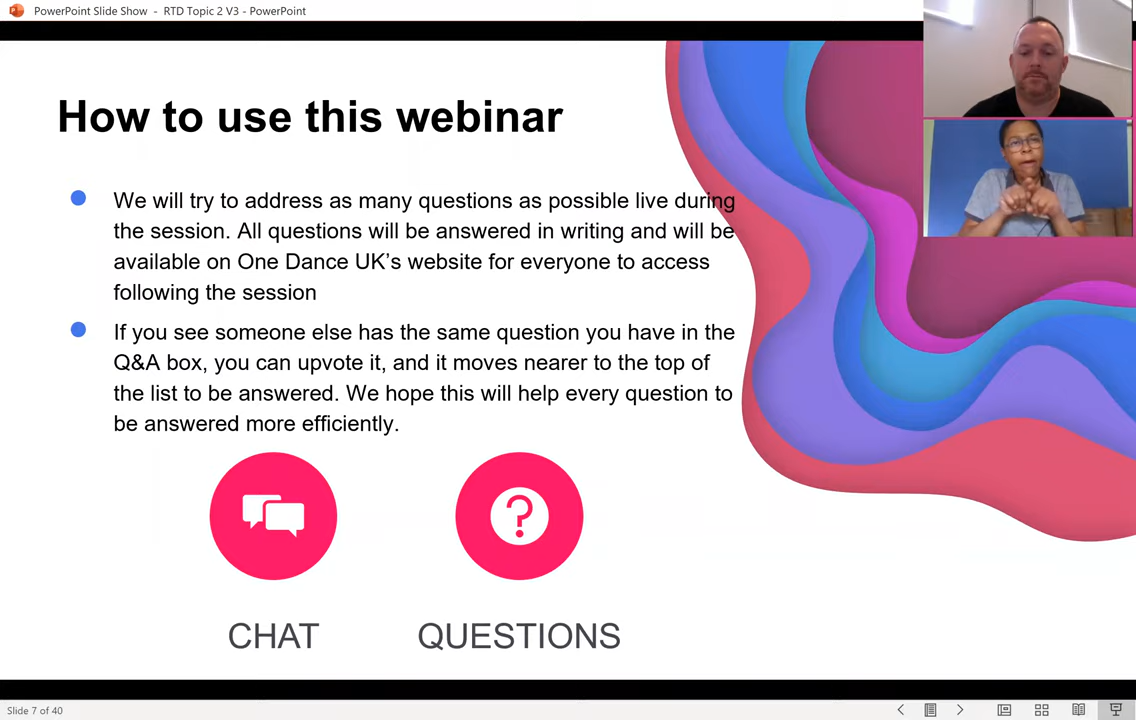 PowerPoint Slide Show - RTD Topic 2 V3 - PowerPoint
How to use this webinar
We will try to address as many questions as possible live during
the session. All questions will be answered in writing and will be
available on One Dance UK’s website for everyone to access
following the session
If you see someone else has the same question you have in the
Q&A box, you can upvote it, and it moves nearer to the top of
the list to be answered. We hope this will help every question to
be answered more efficiently.
CHAT
QUESTIONS
Slide 7 of 40